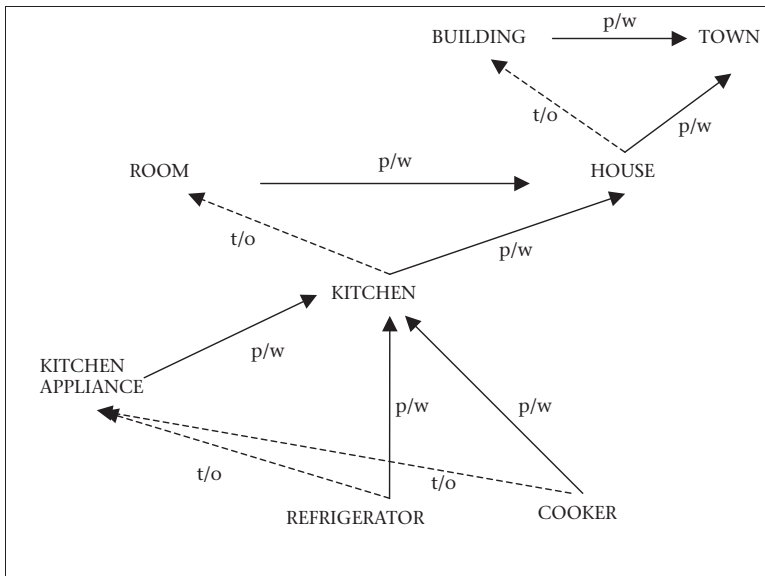 p/w
BUILDING TOWN
t/o p/w
p/w
ROOM HOUSE
t/o p/w
KITCHEN
p/w
KITCHEN
APPLIANCE
p/w p/w
t/o t/o
REFRIGERATOR COOKER